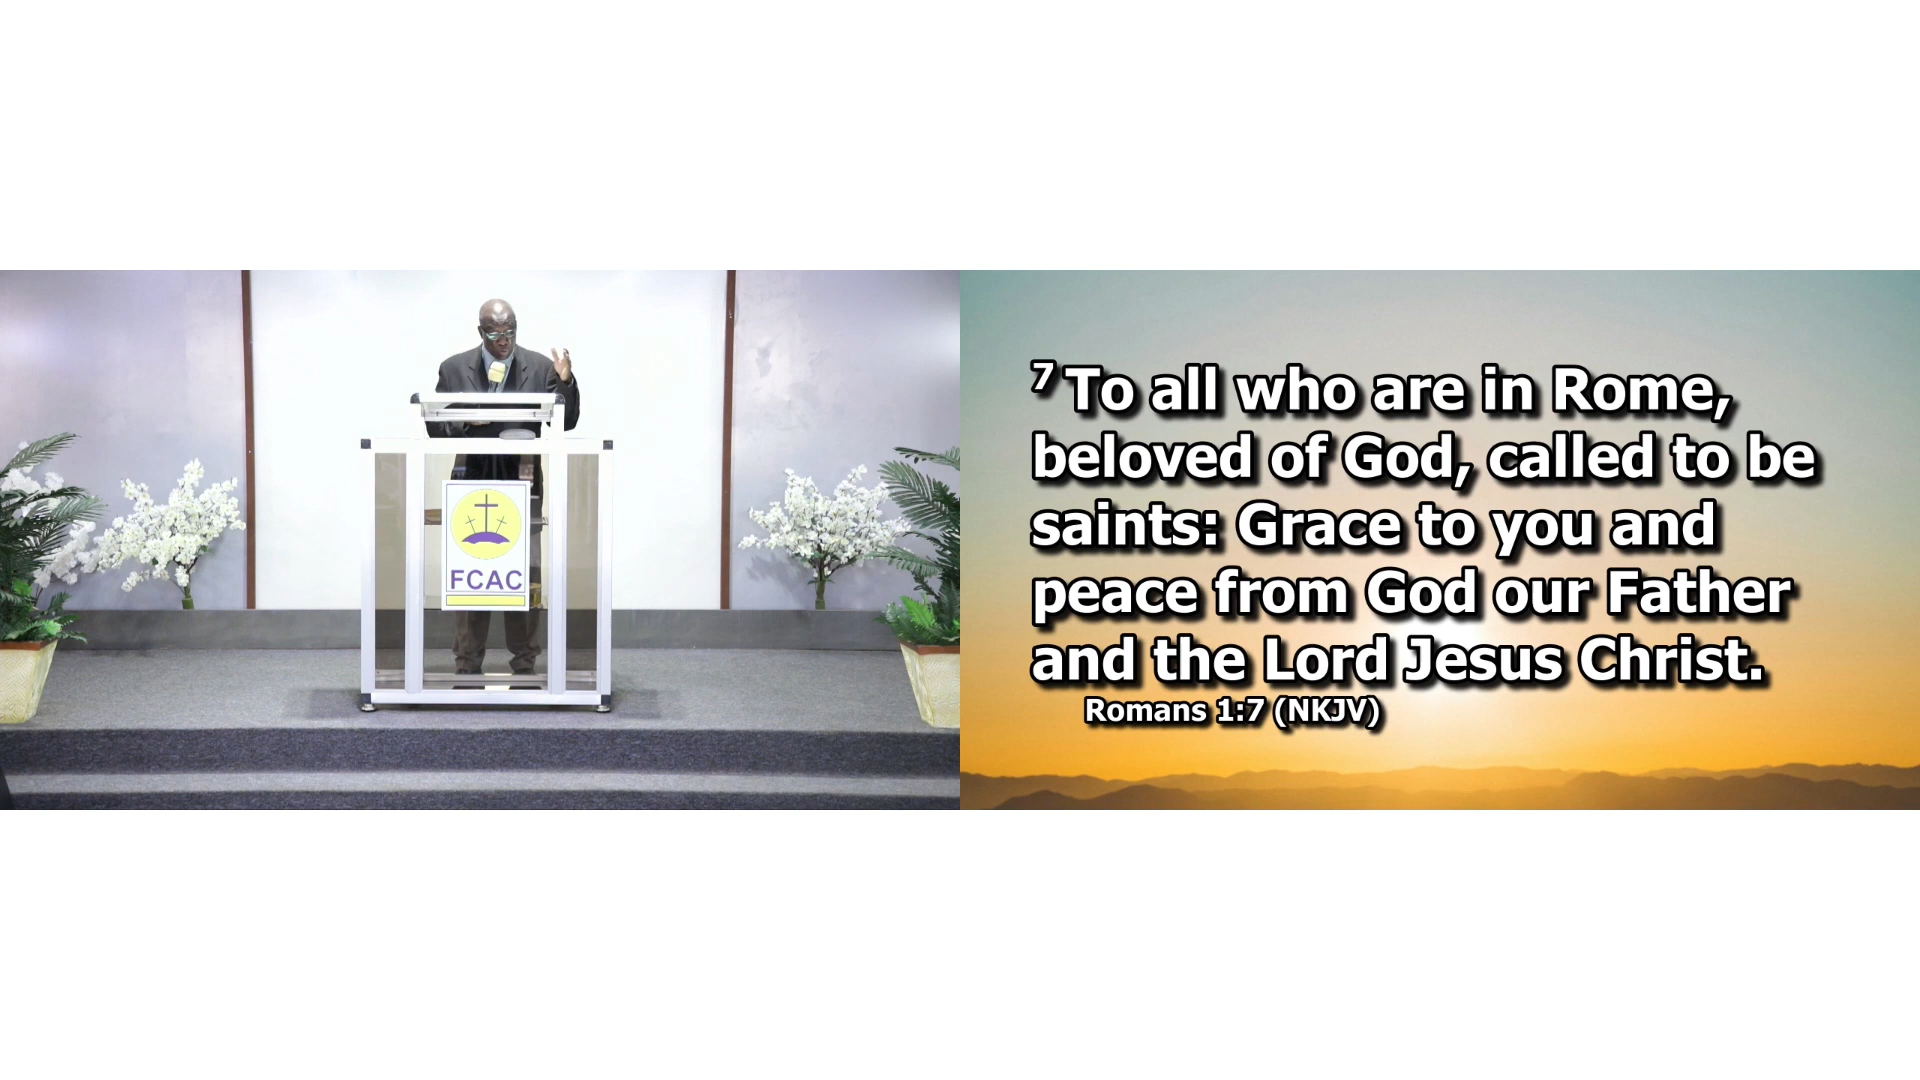 FCAC
7 To all who are in Rome,
beloved of God, called to be
saints: Grace to you and
peace from God our Father
and the Lord Jesus Christ.
Romans 1:7 (NKJV)